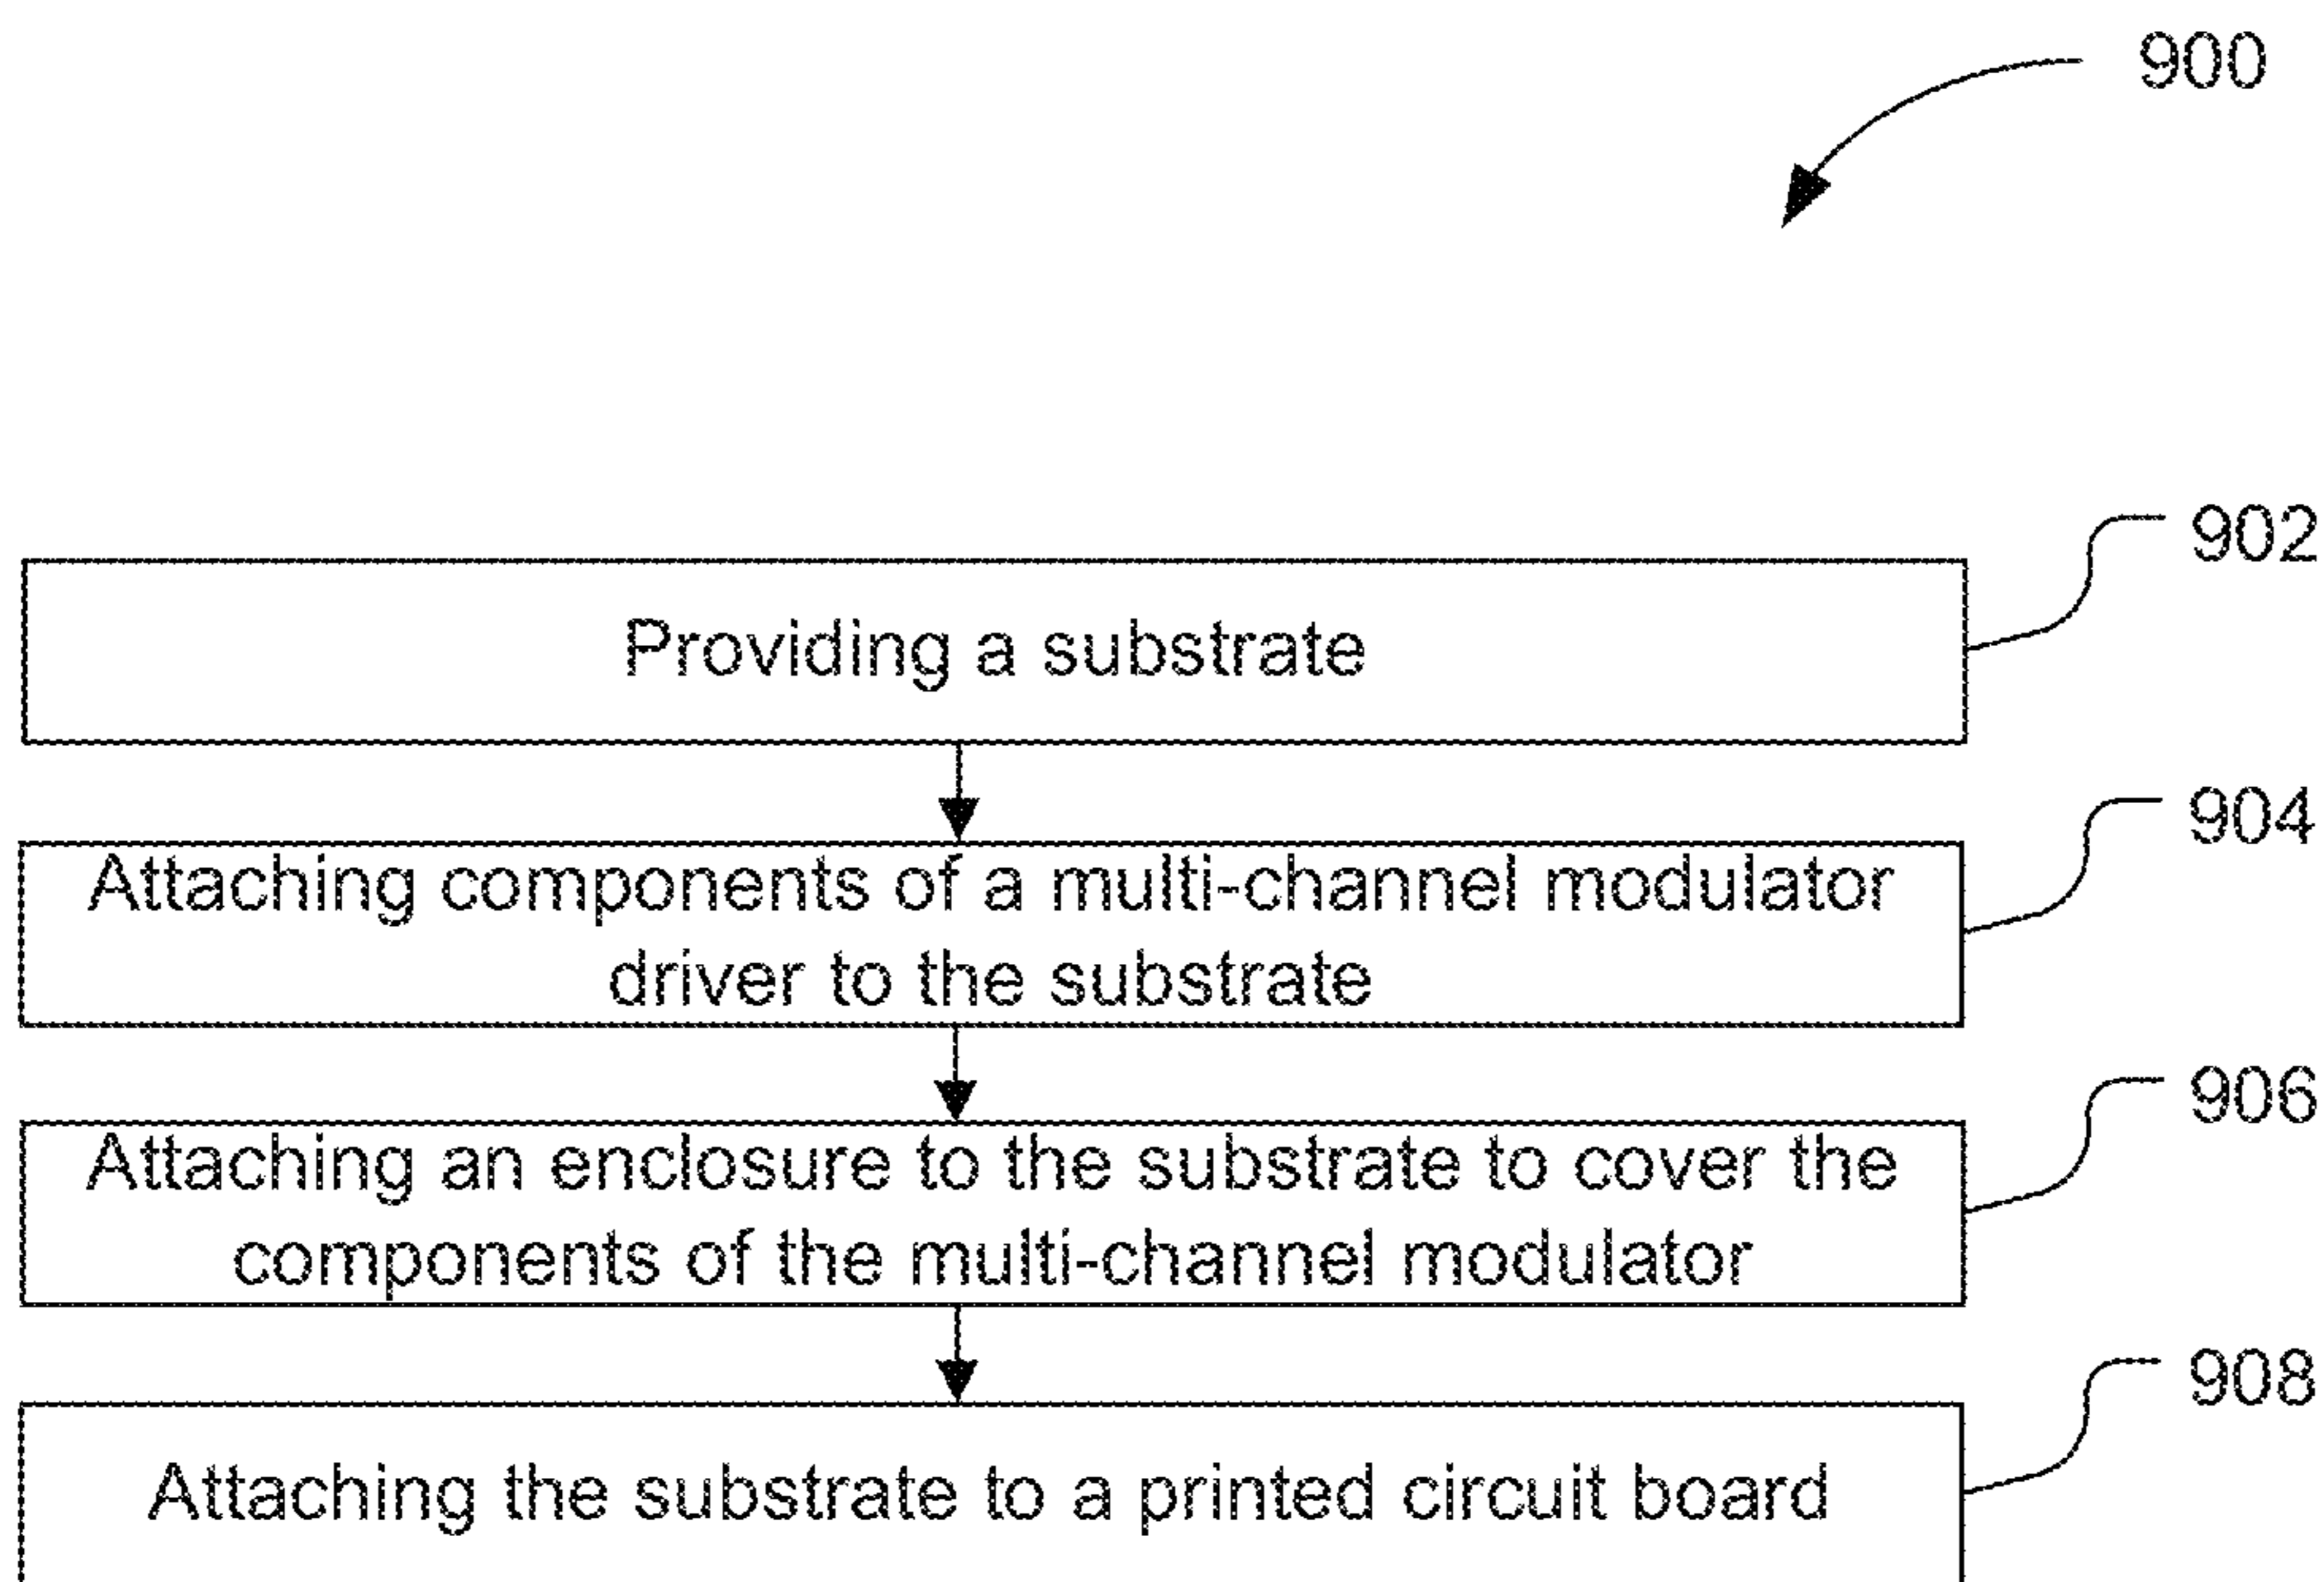 900
902
Providing a substrate
904
Attaching components of a multi-channel modulator
driver to the substrate
906
Attaching an enclosure to the substrate to cover the
components of the multi-channel modulator
908
Attaching the substrate to a printed circuit board